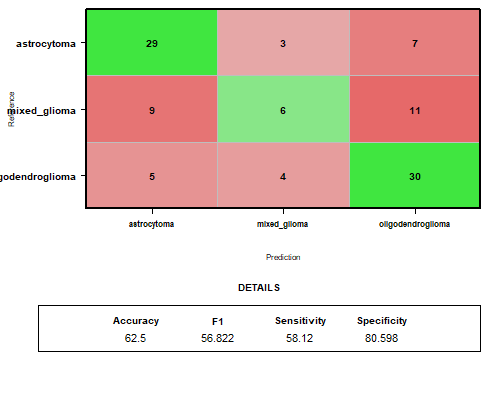 astrocytoma 29 3 7
Reference
mixed_glioma 9 6 11
godendroglioma 5 4 30
astrocytoma mixed_glioma oligodendroglioma
Prediction
DETAILS
Accuracy F1 Sensitivity Specificity
62.5 56.822 58.12 80.598